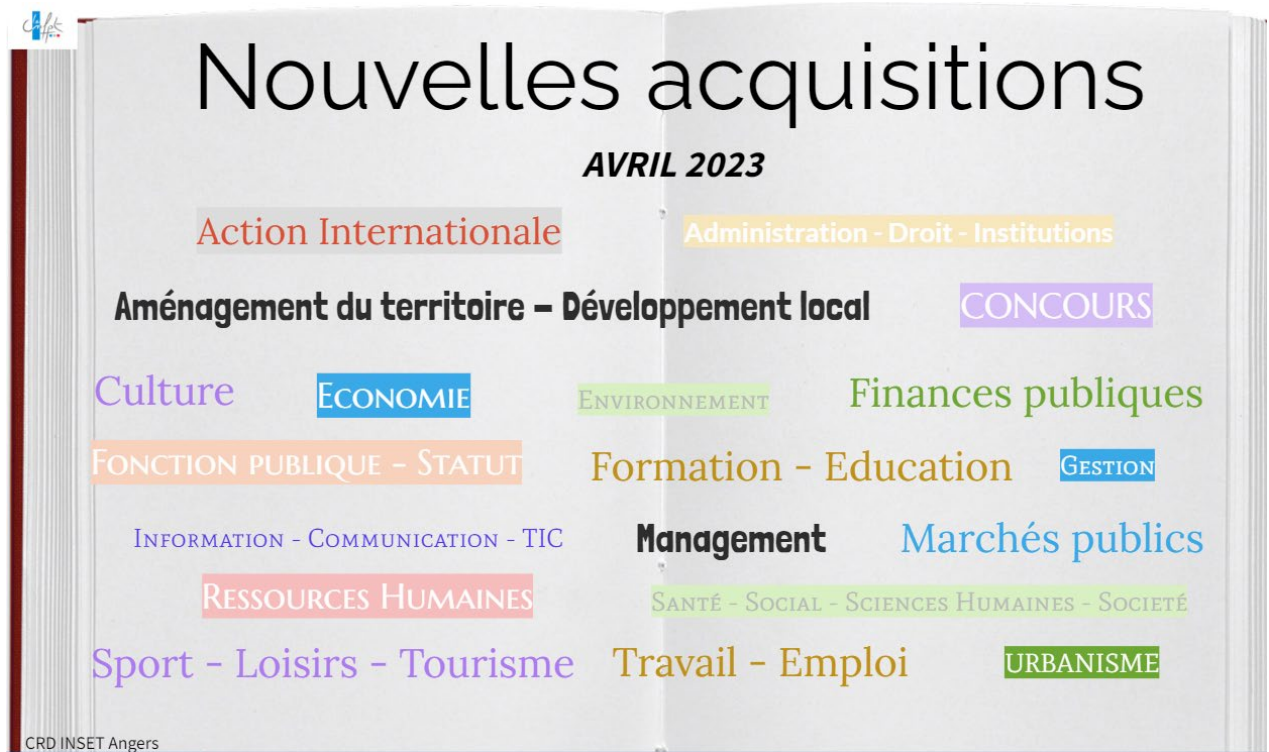 cnfpt
Nouvelles acquisitions
AVRIL 2023
Action Internationale
Administration - Droit - Institutions
Aménagement du territoire – Développement local
CONCOURS
Culture
ECONOMIE
ENVIRONNEMENT
Finances publiques
FONCTION PUBLIQUE - STATUT
Formation - Education
GESTION
INFORMATION - COMMUNICATION - TIC
Management
Marchés publics
RESSOURCES HUMAINES
SANTÉ - SOCIAL - SCIENCES HUMAINES - SOCIETÉ
Sport - Loisirs - Tourisme
Travail - Emploi
URBANISME
CRD INSET Angers